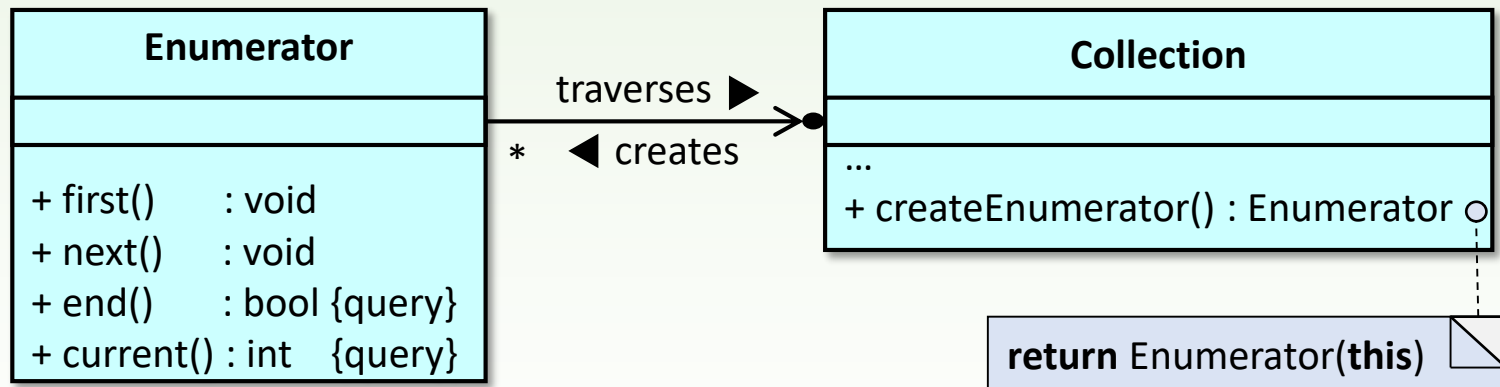 Enumerator
+ first() : void
+ next() : void
+ end() : bool {query}
+ current() : int {query}
traverses ▶
* ◀ creates
Collection
...
+ createEnumerator() : Enumerator
return Enumerator(this)